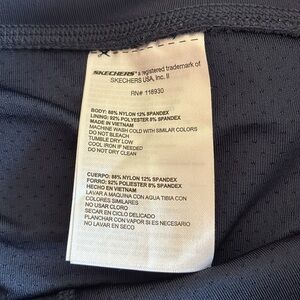 SKECHERS® a registered trademark of
SKECHERS USA, Inc. II
RN# 118930
BODY: 88% NYLON 12% SPANDEX
LINING: 92% POLYESTER 8% SPANDEX
MADE IN VIETNAM
MACHINE WASH COLD WITH SIMILAR COLORS
DO NOT BLEACH
TUMBLE DRY LOW
COOL IRON IF NEEDED
DO NOT DRY CLEAN
CUERPO: 88% NYLON 12% SPANDEX
FORRO: 92% POLYESTER 8% SPANDEX
HECHO EN VIETNAM
LAVAR A MAQUINA CON AGUA TIBIA CON
COLORES SIMILARES
NO USAR CLORO
SECAR EN CICLO DELICADO
PLANCHAR CON VAPOR SI ES NECESARIO
NO LAVAR EN SECO